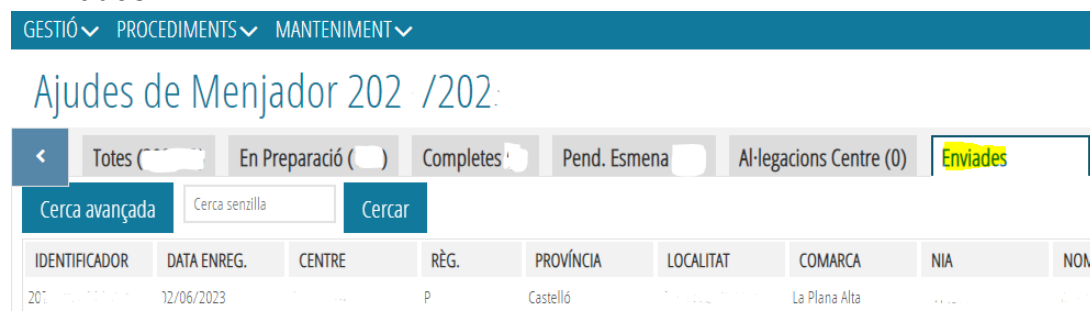 GESTIÓ PROCEDIMENTS MANTENIMENT
Ajudes de Menjador 202 /202
Totes ( En Preparació ( ) Completes Pend. Esmena Al·legacions Centre (0) Enviades
Cerca avançada Cerca senzilla Cercar
IDENTIFICADOR DATA ENREG. CENTRE RÈG. PROVÍNCIA LOCALITAT COMARCA NIA NOM
02/06/2023 P Castelló La Plana Alta